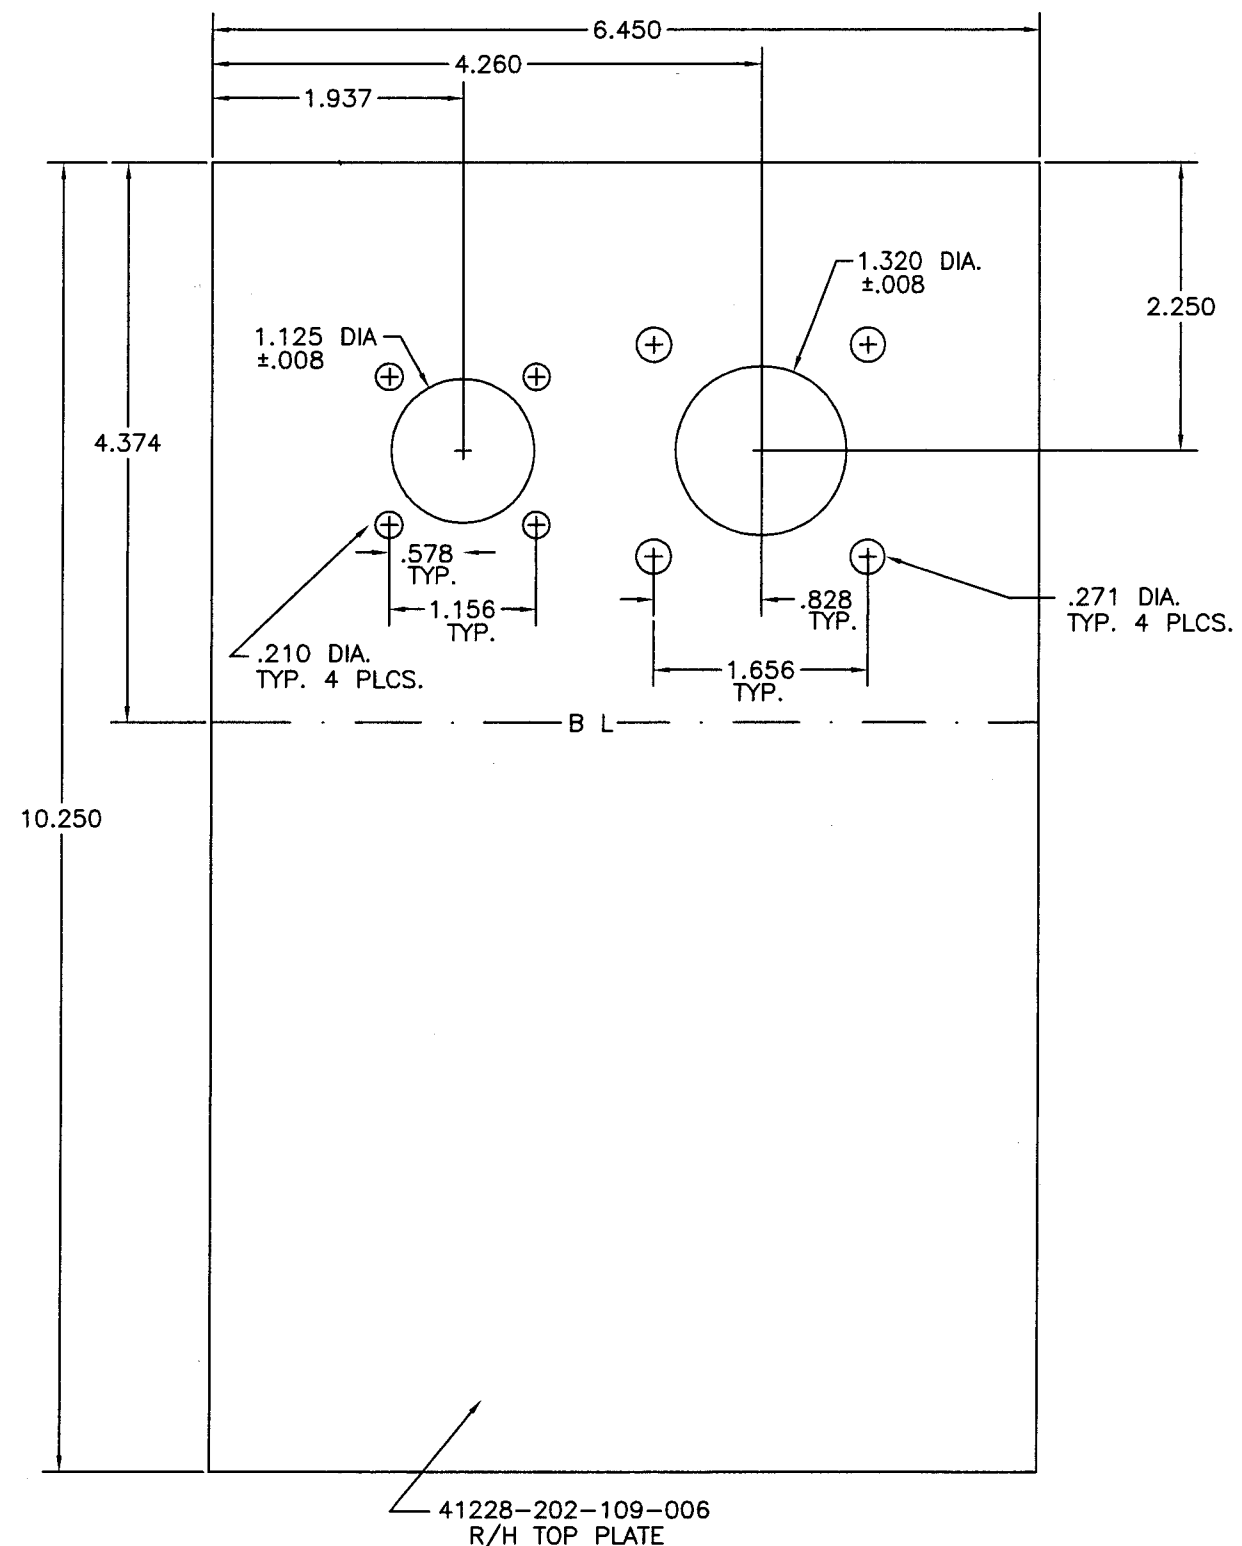 6.450
4.260
1.937
1.320 DIA.
±.008
2.250
1.125 DIA
±.008
4.374
.578
TYP.
1.156
TYP.
.828
TYP.
.271 DIA.
TYP. 4 PLCS.
.210 DIA.
TYP. 4 PLCS.
1.656
TYP.
B L
10.250
41228-202-109-006
R/H TOP PLATE